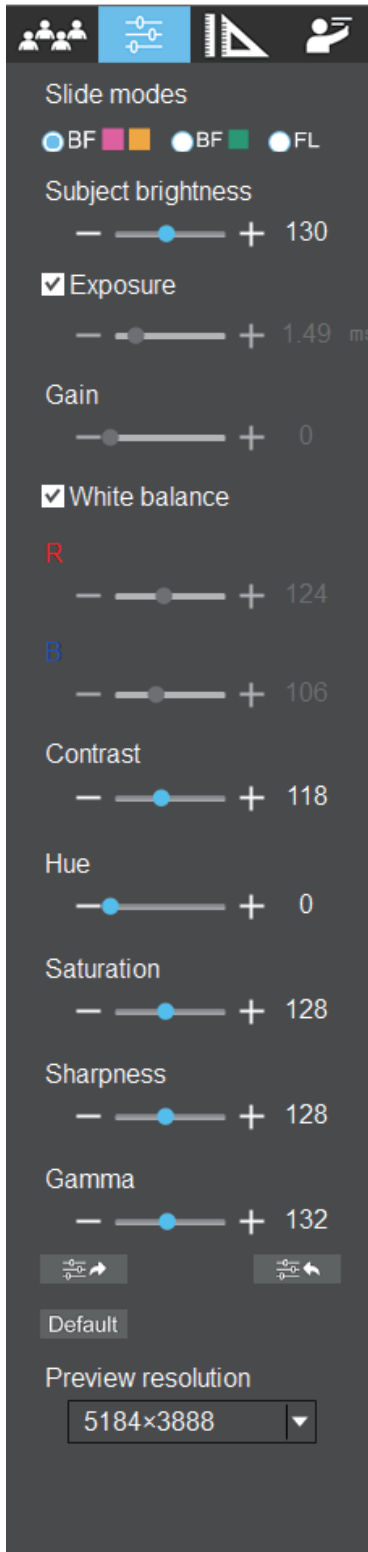 Slide modes
BF BF FL
Subject brightness
130
Exposure
1.49 ms
Gain
0
White balance
R
124
B
106
Contrast
118
Hue
0
Saturation
128
Sharpness
128
Gamma
132
Default
Preview resolution
5184×3888